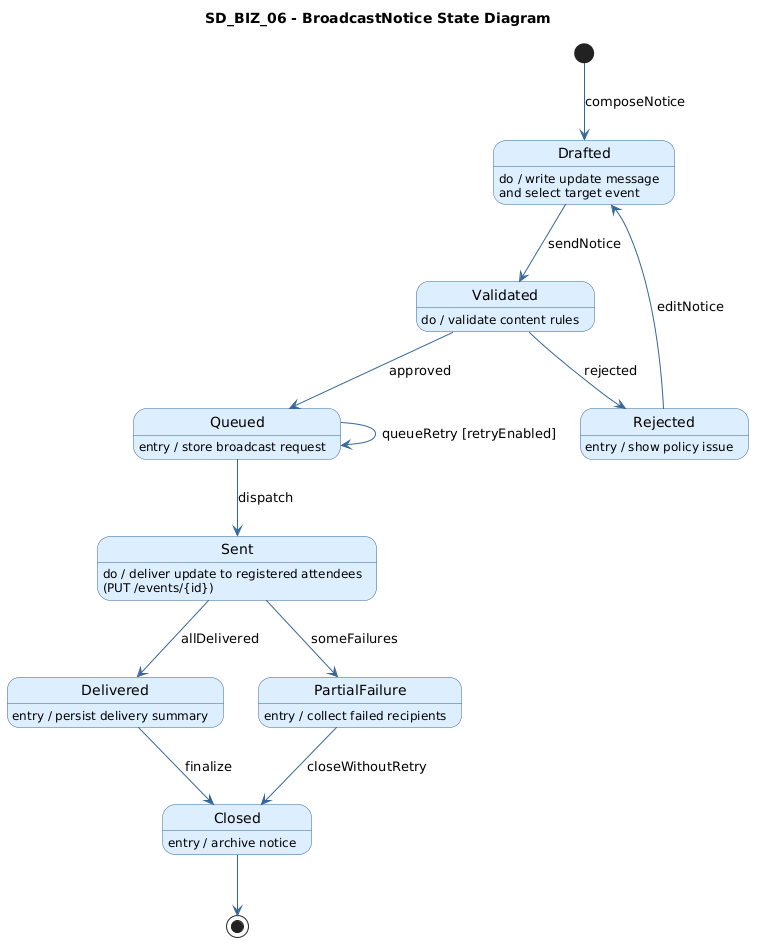 SD_BIZ_06 - BroadcastNotice State Diagram
composeNotice
Drafted
do / write update message
and select target event
sendNotice
editNotice
Validated
do / validate content rules
approved
rejected
Queued
entry / store broadcast request
queueRetry [retryEnabled]
Rejected
entry / show policy issue
dispatch
Sent
do / deliver update to registered attendees
(PUT /events/{id})
allDelivered
someFailures
Delivered
entry / persist delivery summary
PartialFailure
entry / collect failed recipients
finalize
closeWithoutRetry
Closed
entry / archive notice